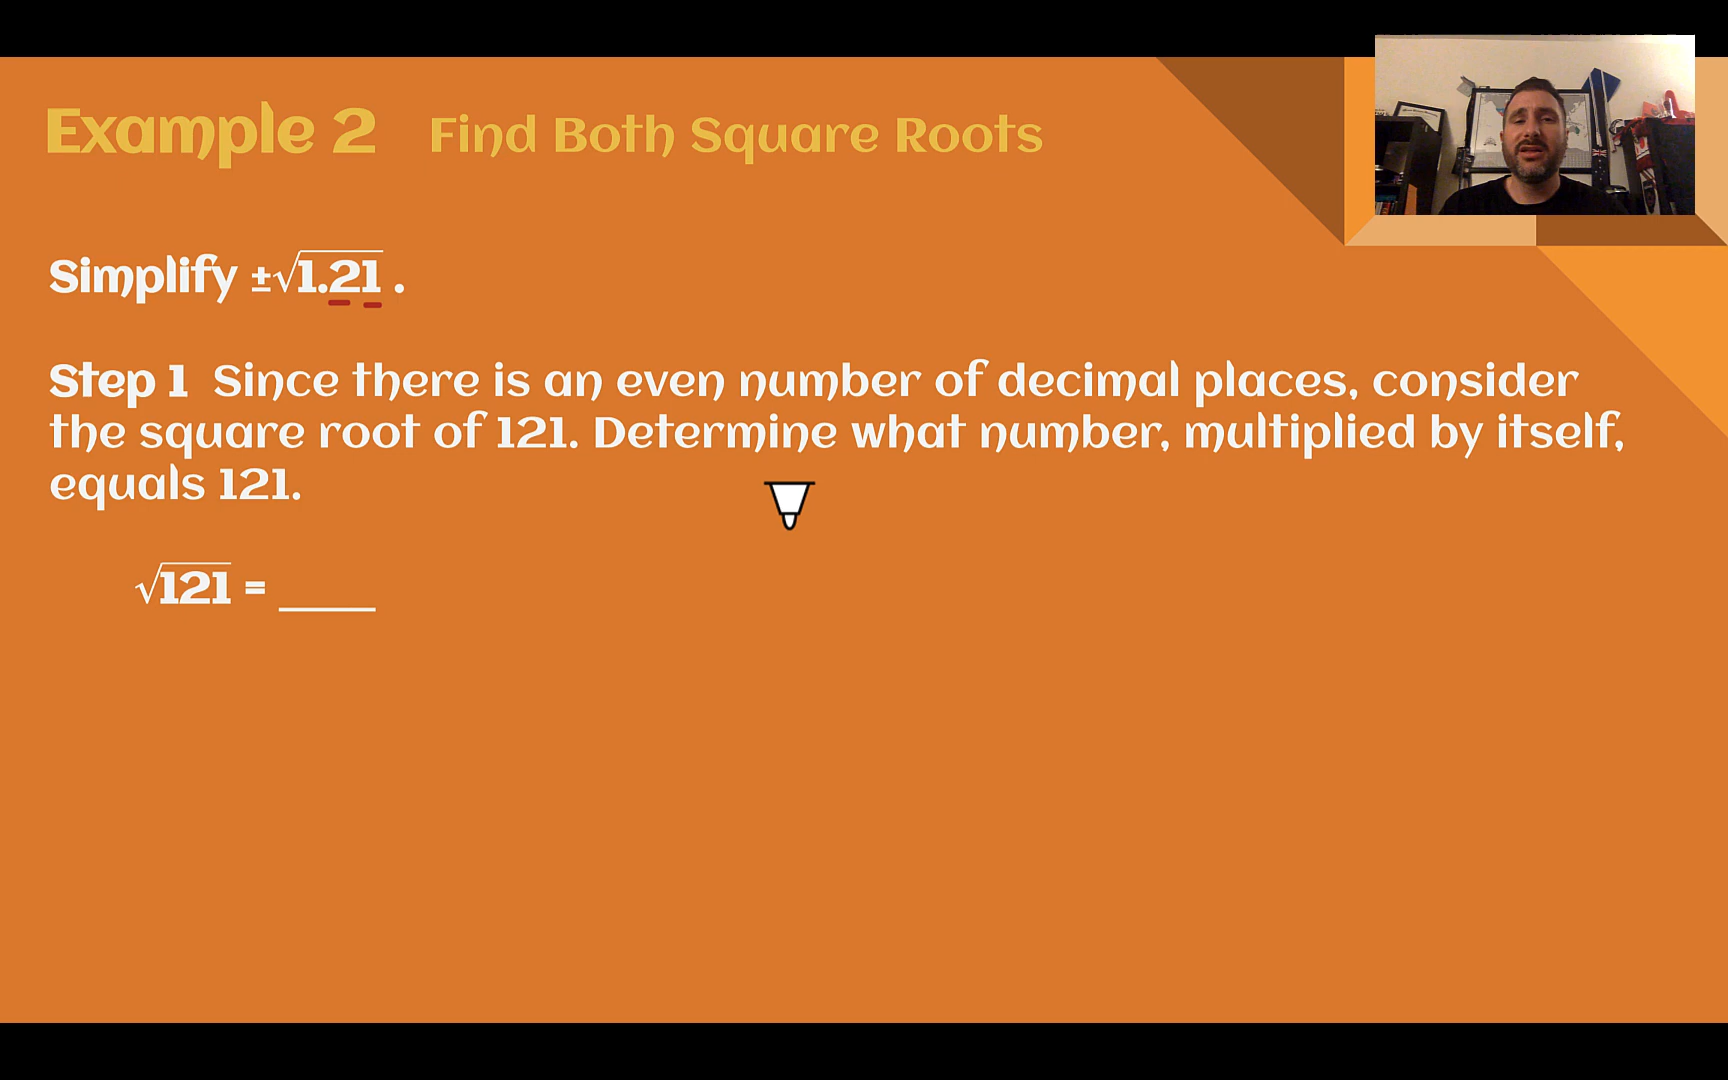 Example 2 Find Both Square Roots
Simplify ±√1.21 .
Step 1 Since there is an even number of decimal places, consider
the square root of 121. Determine what number, multiplied by itself,
equals 121.
√121 = ____